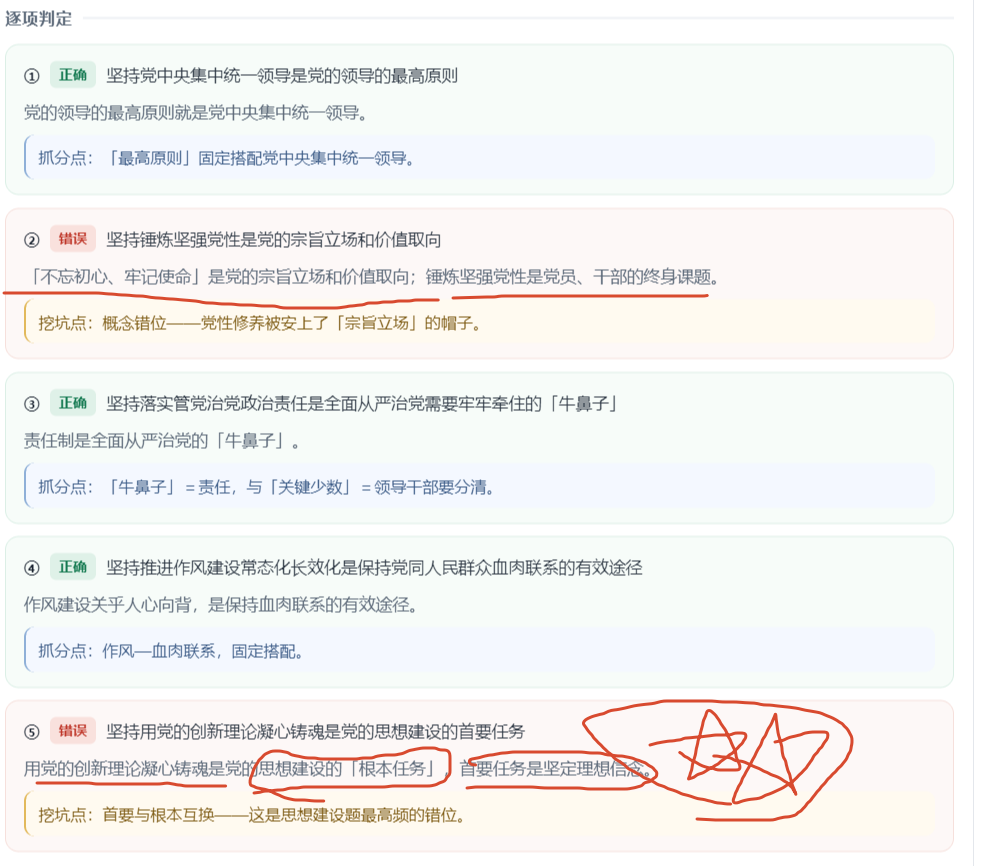 逐项判定
① 正确 坚持党中央集中统一领导是党的领导的最高原则
党的领导的最高原则就是党中央集中统一领导。
抓分点：「最高原则」固定搭配党中央集中统一领导。
② 错误 坚持锤炼坚强党性是党的宗旨立场和价值取向
「不忘初心、牢记使命」是党的宗旨立场和价值取向；锤炼坚强党性是党员、干部的终身课题。
挖坑点：概念错位——党性修养被安上了「宗旨立场」的帽子。
③ 正确 坚持落实管党治党政治责任是全面从严治党需要牢牢牵住的「牛鼻子」
责任制是全面从严治党的「牛鼻子」。
抓分点：「牛鼻子」=责任，与「关键少数」=领导干部要分清。
④ 正确 坚持推进作风建设常态化长效化是保持党同人民群众血肉联系的有效途径
作风建设关乎人心向背，是保持血肉联系的有效途径。
抓分点：作风—血肉联系，固定搭配。
⑤ 错误 坚持用党的创新理论凝心铸魂是党的思想建设的首要任务
用党的创新理论凝心铸魂是党的思想建设的「根本任务」，首要任务是坚定理想信念。
挖坑点：首要与根本互换——这是思想建设题最高频的错位。